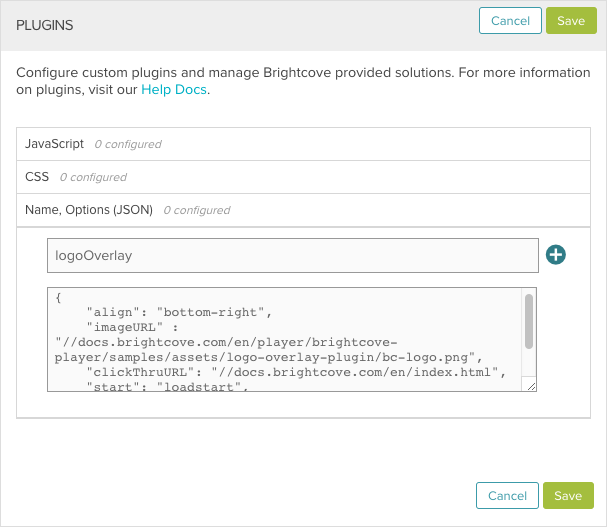 PLUGINS
Cancel
Save
Configure custom plugins and manage Brightcove provided solutions. For more information
on plugins, visit our Help Docs.
JavaScript 0 configured
CSS 0 configured
Name, Options (JSON) 0 configured
logoOverlay
{
"align": "bottom-right",
"imageURL" :
"//docs.brightcove.com/en/player/brightcove-
player/samples/assets/logo-overlay-plugin/bc-logo.png",
"clickThruURL": "//docs.brightcove.com/en/index.html",
"start": "loadstart",
Cancel
Save